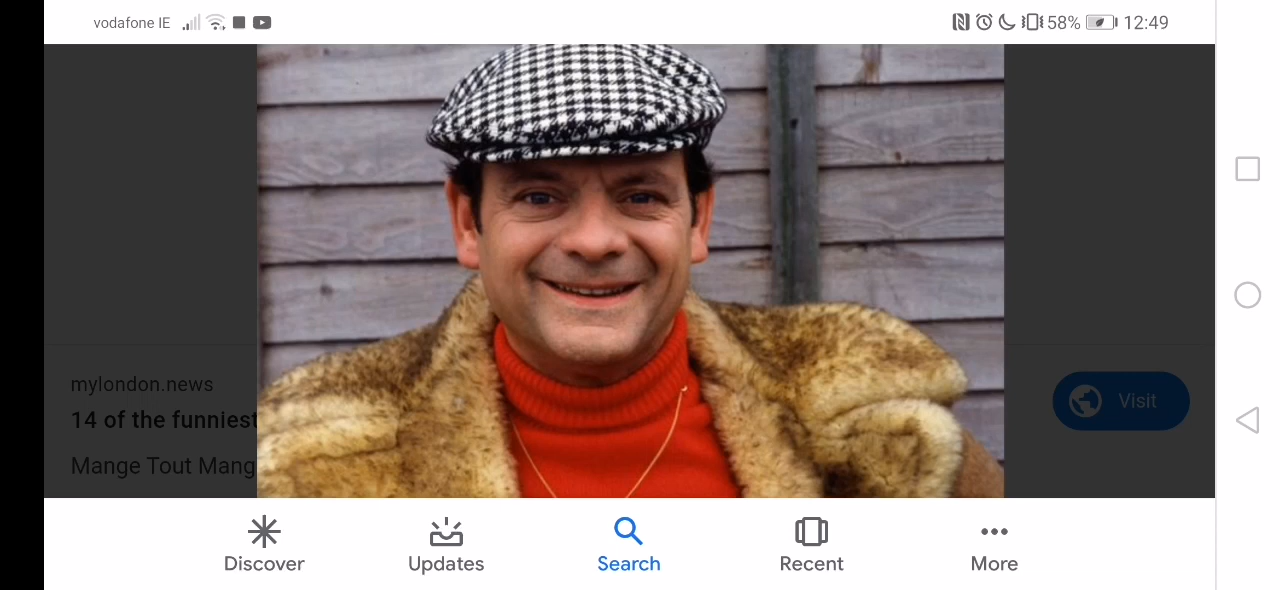 vodafone IE 58% 12:49
mylondon.news
14 of the funniest
Mange Tout Mang
Visit
Discover Updates Search Recent More